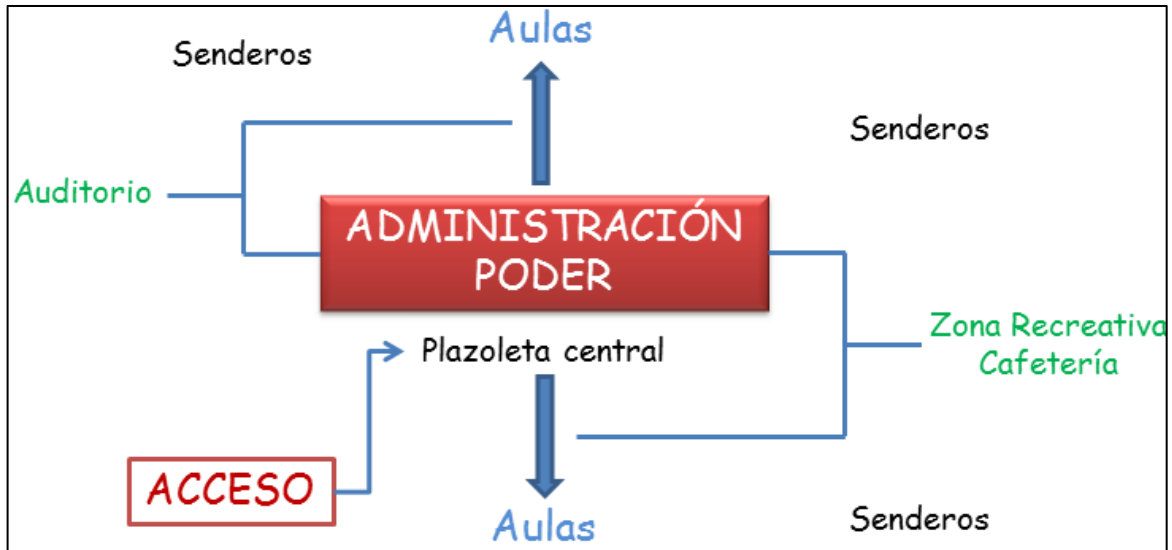 Aulas
Senderos
Senderos
Auditorio
ADMINISTRACIÓN
PODER
Zona Recreativa
Cafetería
Plazoleta central
ACCESO
Aulas
Senderos